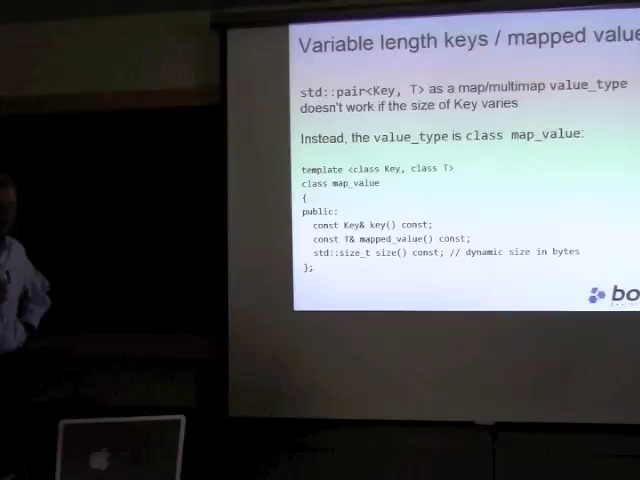 Variable length keys / mapped value
std::pair<Key, T> as a map/multimap value_type
doesn't work if the size of Key varies
Instead, the value_type is class map_value:
template <class Key, class T>
class map_value
{
public:
const Key& key() const;
const T& mapped_value() const;
std::size_t size() const; // dynamic size in bytes
};
bo